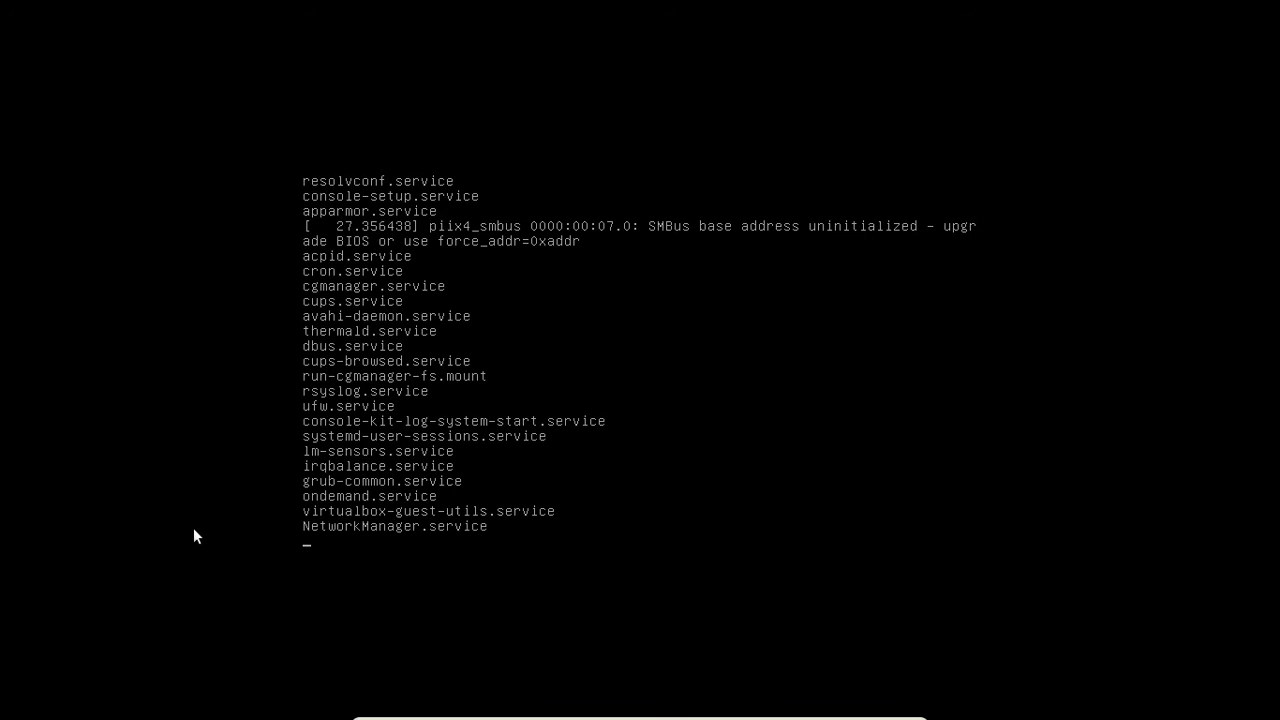 resolvconf.service
console-setup.service
apparmor.service
[   27.356438] piix4_smbus 0000:00:07.0: SMBus base address uninitialized - upgr
ade BIOS or use force_addr=0xaddr
acpid.service
cron.service
cgmanager.service
cups.service
avahi-daemon.service
thermald.service
dbus.service
cups-browsed.service
run-cgmanager-fs.mount
rsyslog.service
ufw.service
console-kit-log-system-start.service
systemd-user-sessions.service
lm-sensors.service
irqbalance.service
grub-common.service
ondemand.service
virtualbox-guest-utils.service
NetworkManager.service
_